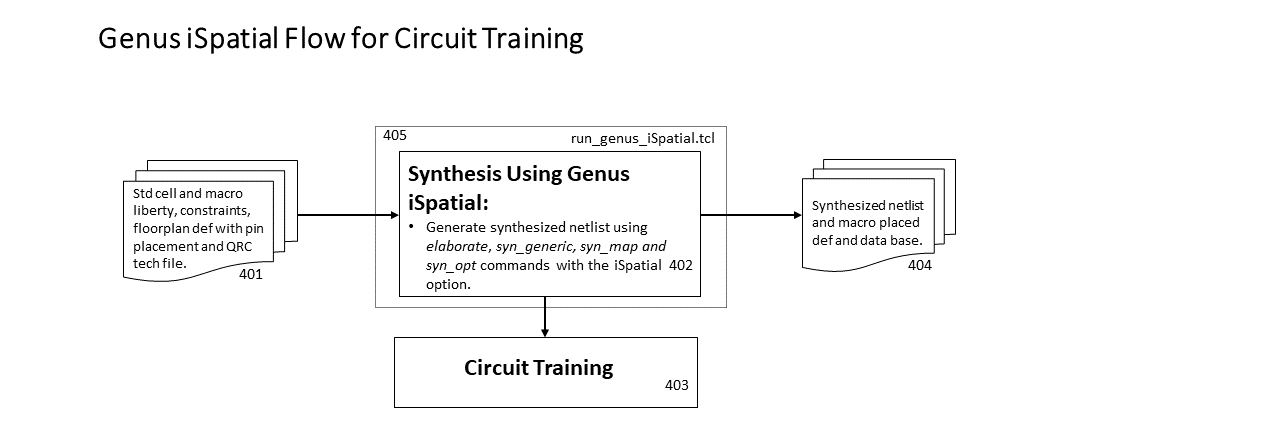 Genus iSpatial Flow for Circuit Training
405
run_genus_iSpatial.tcl
Std cell and macro
liberty, constraints,
floorplan def with pin
placement and QRC
tech file.
401
Synthesis Using Genus
iSpatial:
• Generate synthesized netlist using
elaborate, syn_generic, syn_map and
syn_opt commands with the iSpatial 402
option.
Synthesized netlist
and macro placed
def and data base.
404
Circuit Training
403